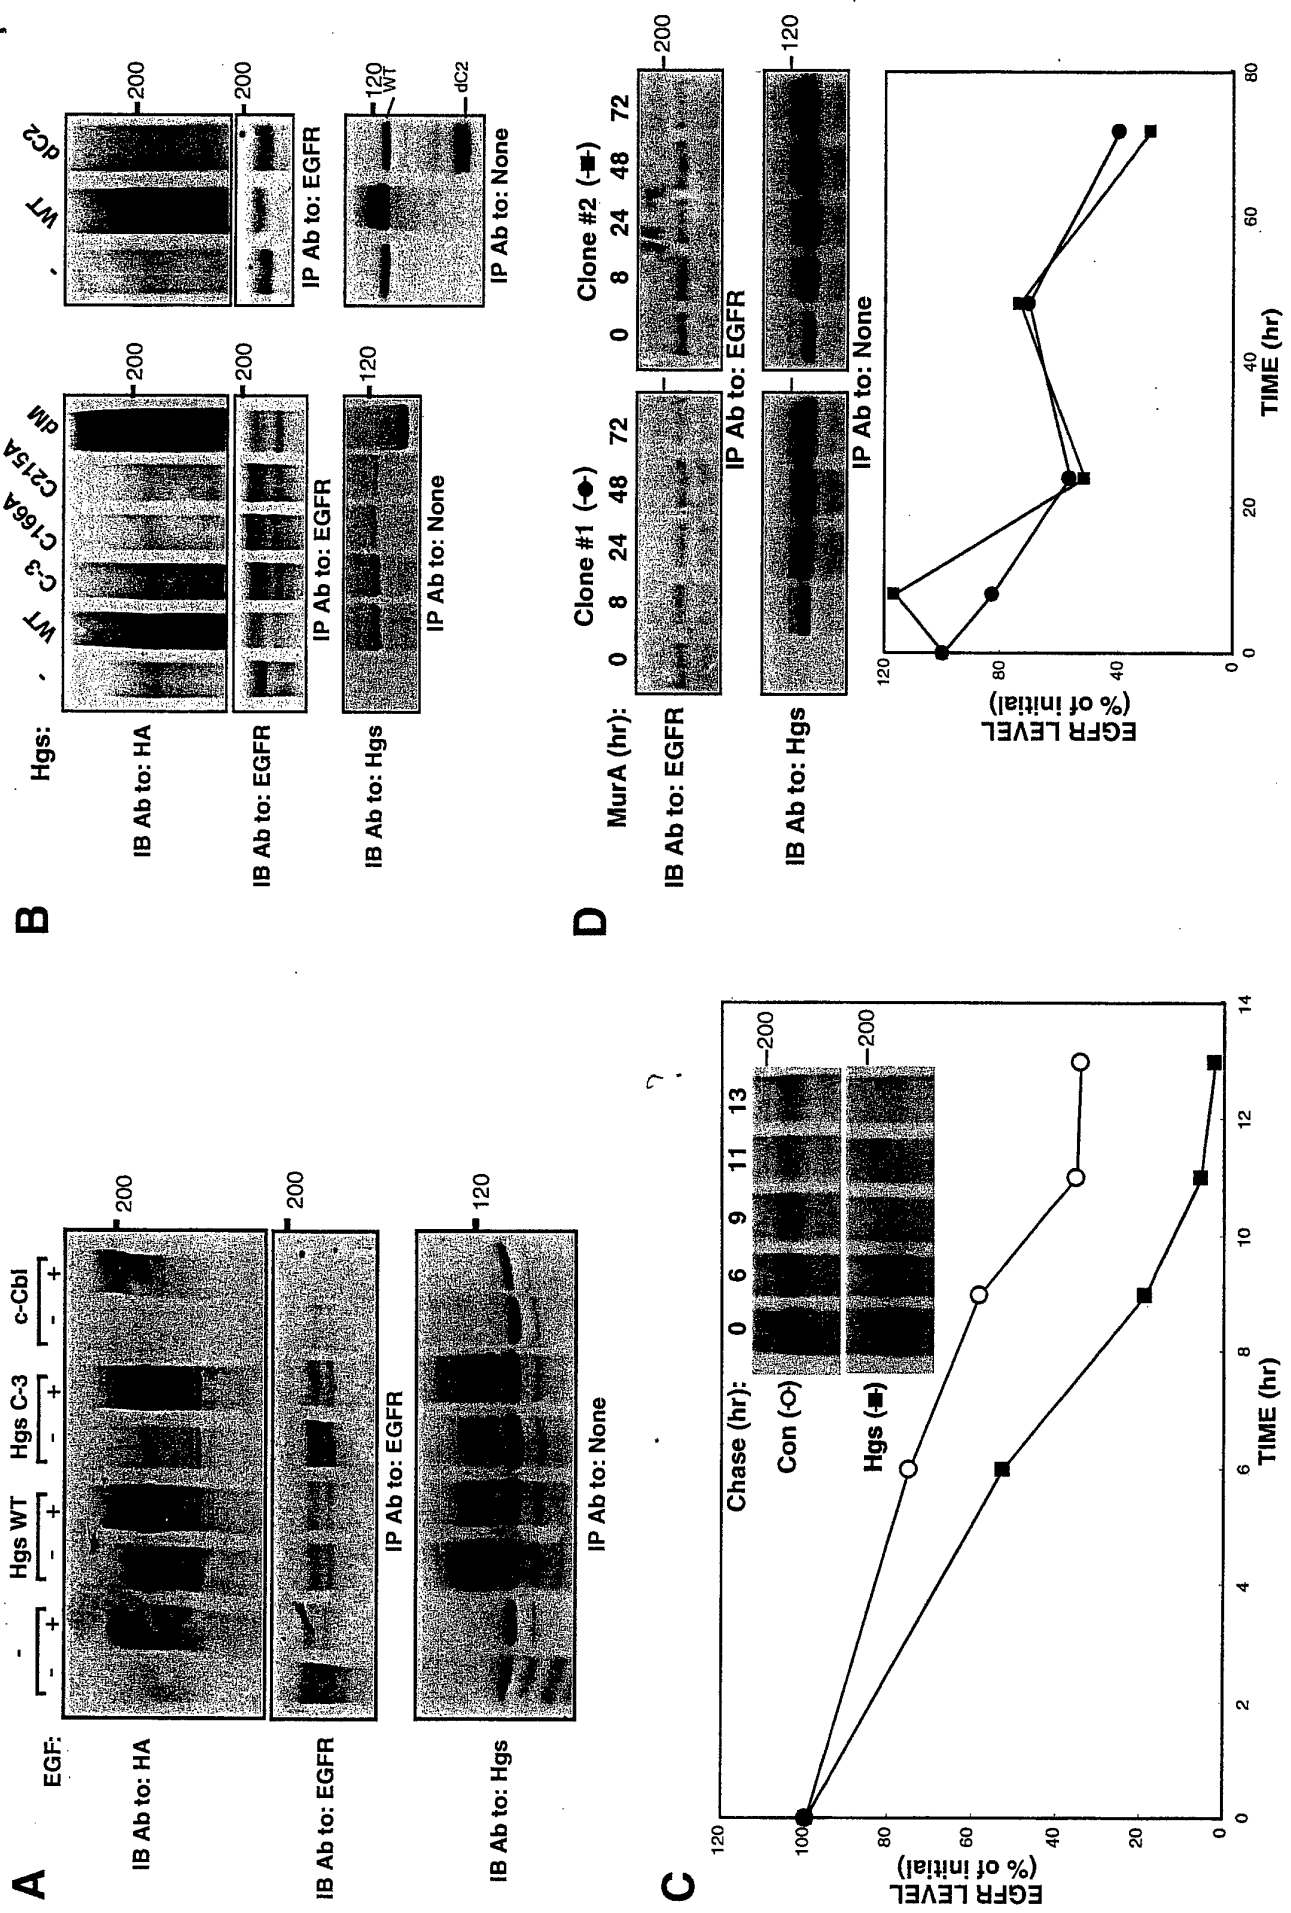 A
EGF:
-
Hgs WT
Hgs C-3
c-Cbl
- + - + - + - +
IB Ab to: HA
200
IB Ab to: EGFR
200
IP Ab to: EGFR
IB Ab to: Hgs
120
IP Ab to: None
B
Hgs:
- WT C-3 C166A C215A dM
- WT dC2
IB Ab to: HA
200
200
IB Ab to: EGFR
200
200
IP Ab to: EGFR
IP Ab to: EGFR
IB Ab to: Hgs
120
120
WT
dC2
IP Ab to: None
IP Ab to: None
C
Chase (hr): 0 6 9 11 13
Con (-O-)
200
Hgs (-■-)
200
EGFR LEVEL
(% of initial)
120
100
80
60
40
20
0
0 2 4 6 8 10 12 14
TIME (hr)
D
Clone #1 (-●-)
Clone #2 (-■-)
MurA (hr): 0 8 24 48 72 0 8 24 48 72
IB Ab to: EGFR
200
IP Ab to: EGFR
IB Ab to: Hgs
120
IP Ab to: None
EGFR LEVEL
(% of initial)
120
80
40
0
0 20 40 60 80
TIME (hr)